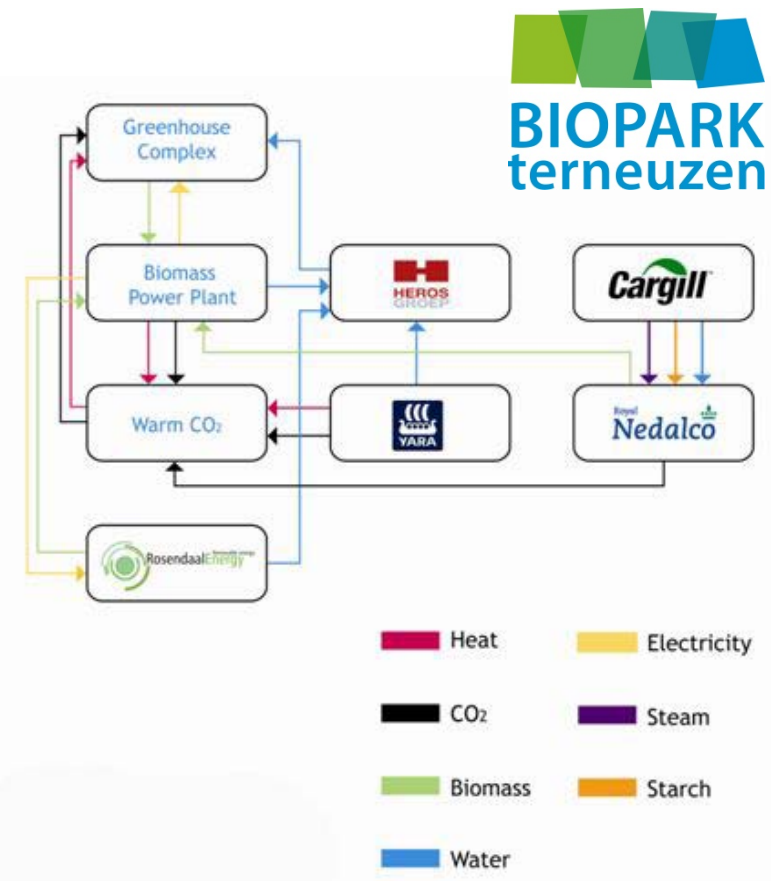 BIOPARK
terneuzen
Greenhouse
Complex
Biomass
Power Plant
HEROS
GROEP
Cargill
Warm CO₂
YARA
Royal
Nedalco
RosendaalEnergy
Heat
Electricity
CO₂
Steam
Biomass
Starch
Water